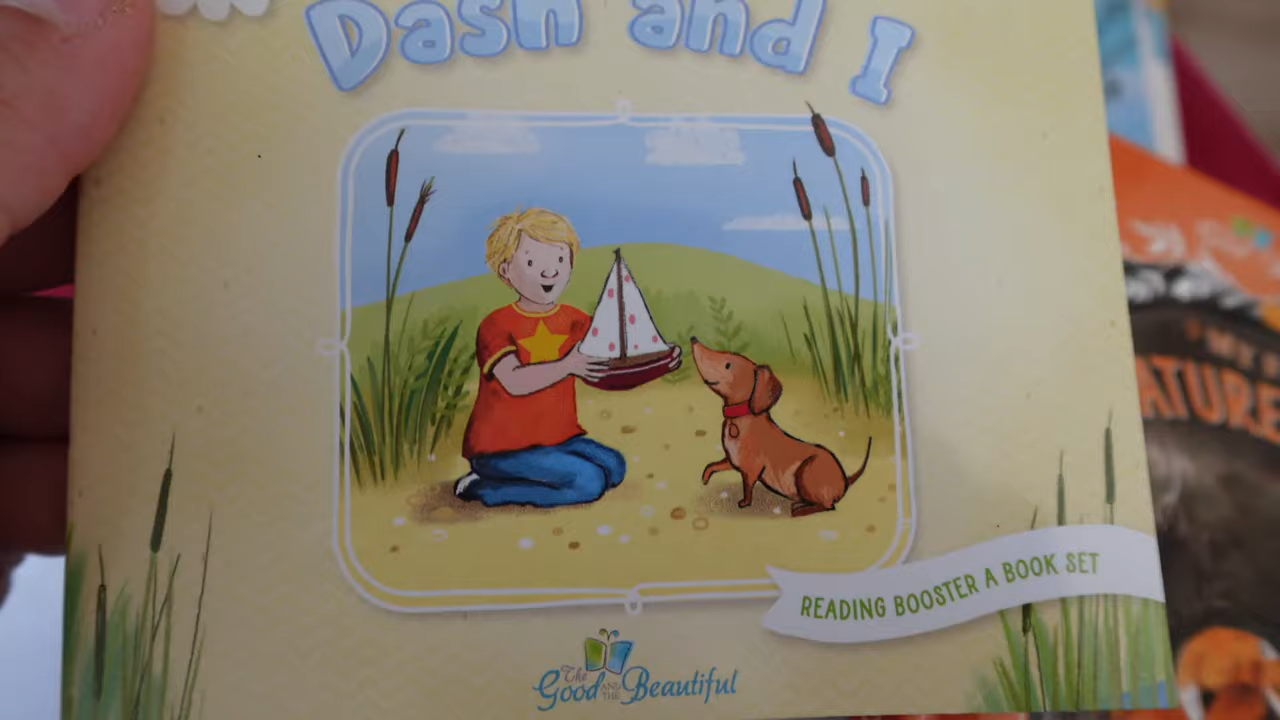 Dash and I
READING BOOSTER A BOOK SET
The Good AND THE Beautiful